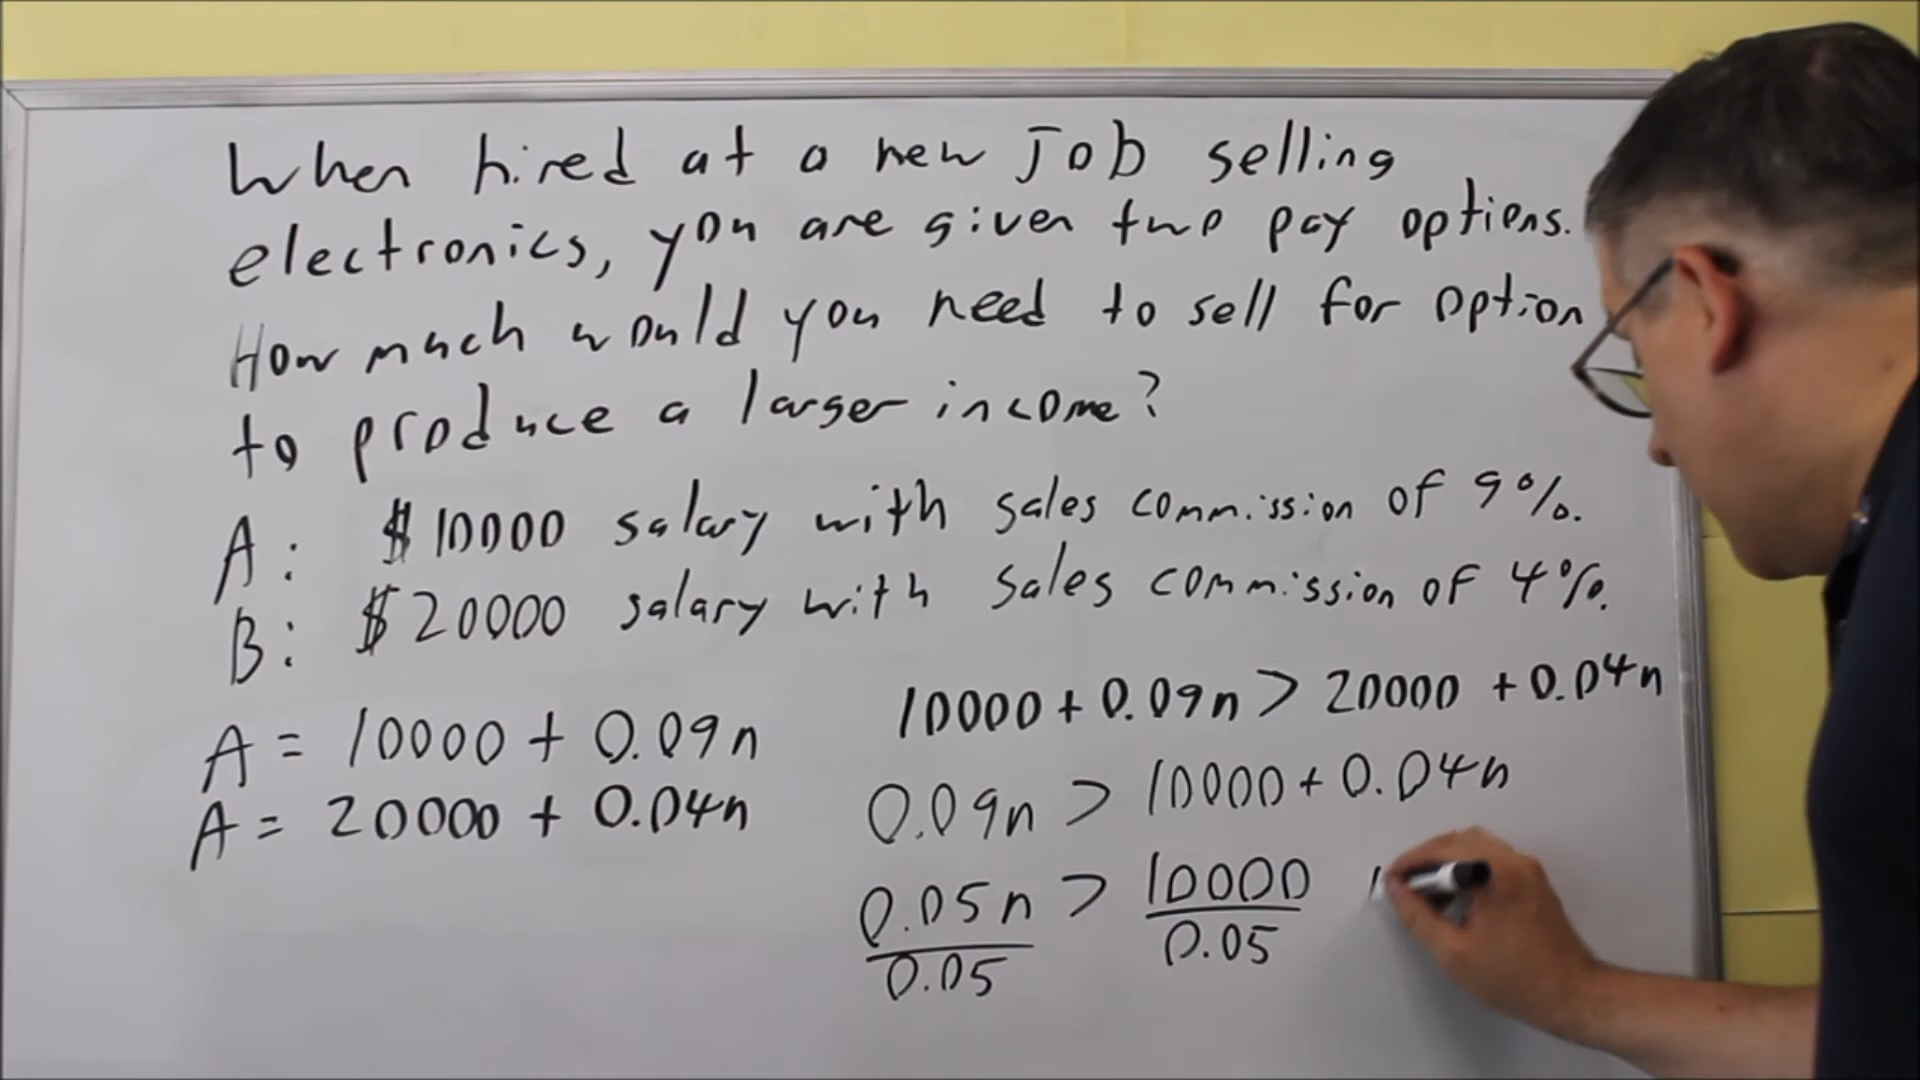 When hired at a new job selling
electronics, you are given two pay options.
How much would you need to sell for option
to produce a larger income?
A: $10000 salary with sales commission of 9%.
B: $20000 salary with sales commission of 4%.
A = 10000 + 0.09n
A = 20000 + 0.04n
10000 + 0.09n > 20000 + 0.04n
0.09n > 10000 + 0.04n
0.05n > 10000
0.05 0.05